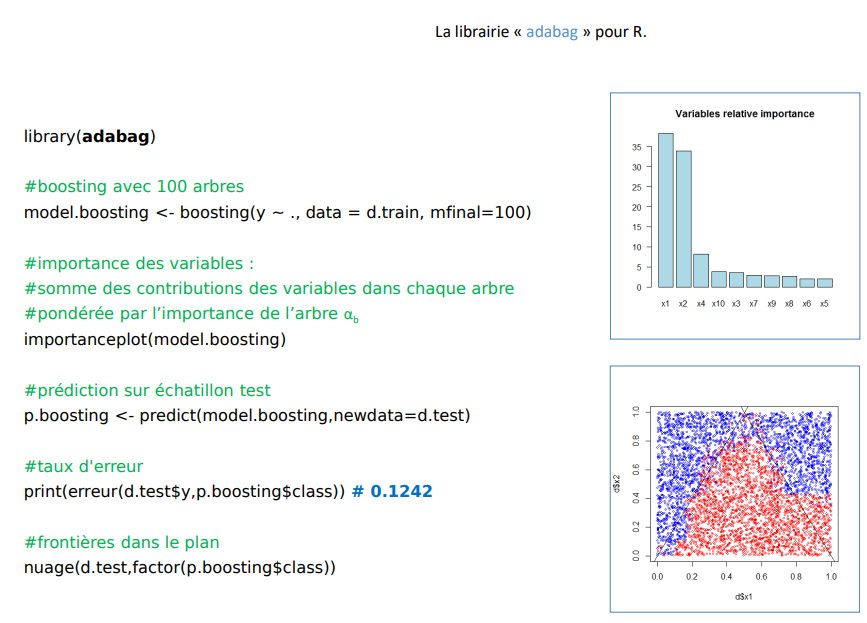 La librairie « adabag » pour R.
library(adabag)
#boosting avec 100 arbres
model.boosting <- boosting(y ~ ., data = d.train, mfinal=100)
#importance des variables :
#somme des contributions des variables dans chaque arbre
#pondérée par l’importance de l’arbre αb
importanceplot(model.boosting)
#prédiction sur échatillon test
p.boosting <- predict(model.boosting,newdata=d.test)
#taux d'erreur
print(erreur(d.test$y,p.boosting$class)) # 0.1242
#frontières dans le plan
nuage(d.test,factor(p.boosting$class))
Variables relative importance
35
30
25
20
15
10
5
0
x1 x2 x4 x10 x3 x7 x9 x8 x6 x5
d$x2
1.0
0.8
0.6
0.4
0.2
0.0
0.0 0.2 0.4 0.6 0.8 1.0
d$x1